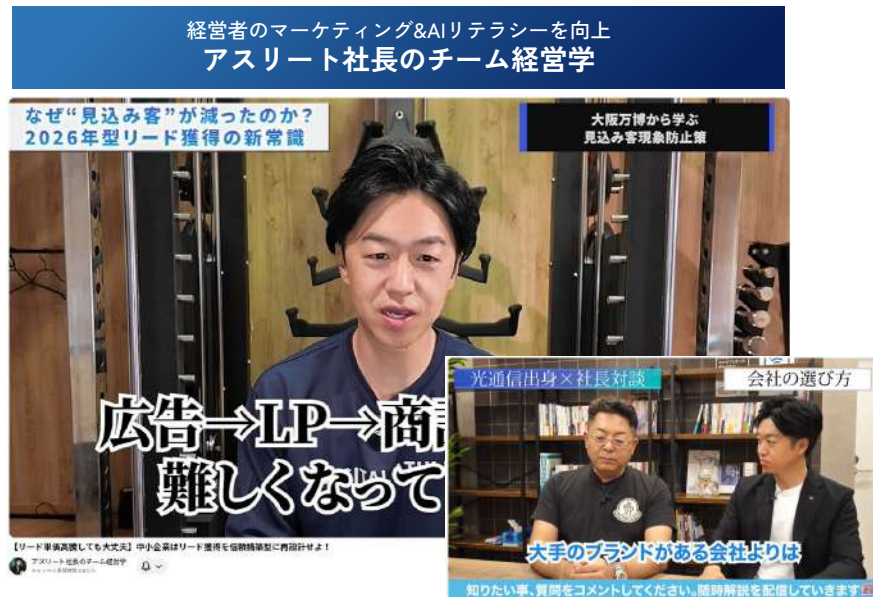 経営者のマーケティング&AIリテラシーを向上
アスリート社長のチーム経営学
なぜ“見込み客”が減ったのか？
2026年型リード獲得の新常識
大阪万博から学ぶ
見込み客現象防止策
広告→LP→商
難しくなって
【リード単価高騰しても大丈夫】中小企業はリード獲得を信頼構築型に再設計せよ！
アスリート社長のチーム経営学
光通信出身×社長対談
会社の選び方
大手のブランドがある会社よりは
知りたい事、質問をコメントしてください。随時解説を配信していきます